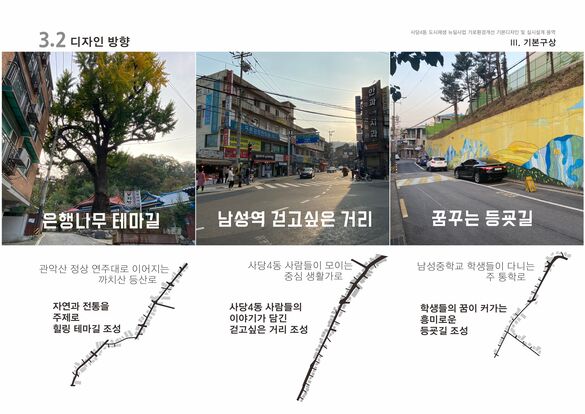 3.2 디자인 방향
사당4동 도시재생 뉴딜사업 가로환경개선 기본디자인 및 실시설계 용역
III. 기본구상
은행나무 테마길
남성역 걷고싶은 거리
꿈꾸는 등굣길
관악산 정상 연주대로 이어지는
까치산 등산로
자연과 전통을
주제로
힐링 테마길 조성
사당4동 사람들이 모이는
중심 생활가로
사당4동 사람들의
이야기가 담긴
걷고싶은 거리 조성
남성중학교 학생들이 다니는
주 통학로
학생들의 꿈이 커가는
흥미로운
등굣길 조성